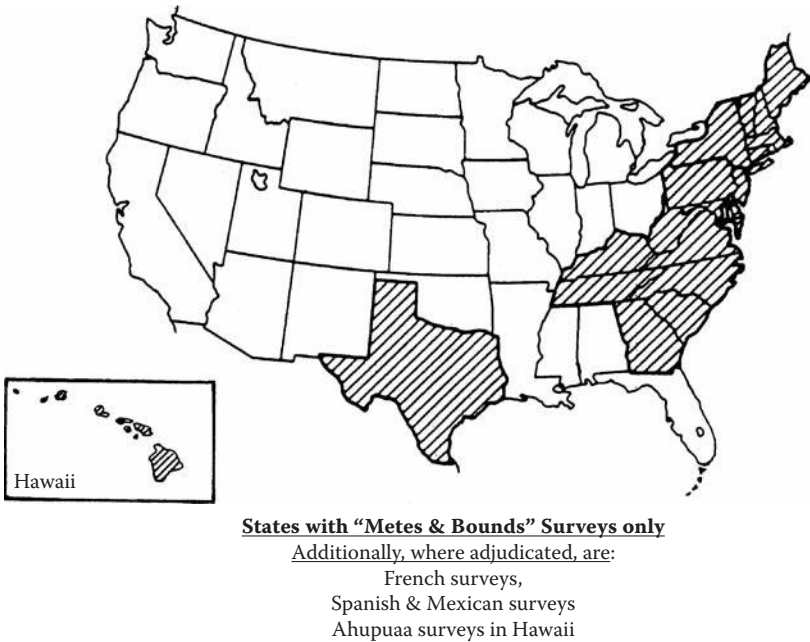 Hawaii
States with “Metes & Bounds” Surveys only
Additionally, where adjudicated, are:
French surveys,
Spanish & Mexican surveys
Ahupuaa surveys in Hawaii